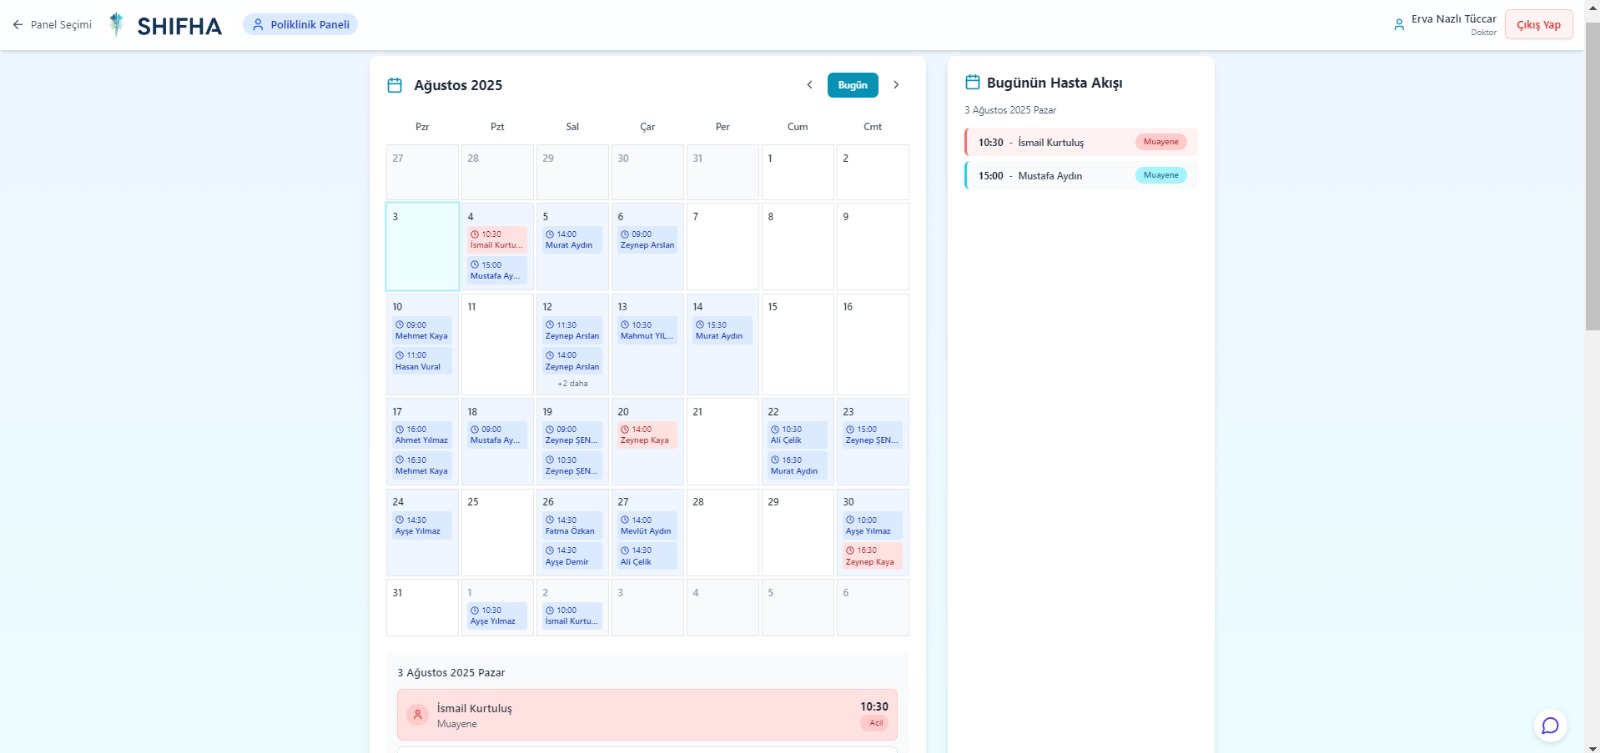 Panel Seçimi
SHIFHA
Poliklinik Paneli
Erva Nazlı Tüccar
Doktor
Çıkış Yap
Ağustos 2025
Bugün
Pzr Pzt Sal Çar Per Cum Cmt
27 28 29 30 31 1 2
3 4 5 6 7 8 9
10:30 14:00 09:00
İsmail Kurtu... Murat Aydın Zeynep Arslan
15:00
Mustafa Ay...
10 11 12 13 14 15 16
09:00 11:30 10:30 15:30
Mehmet Kaya Zeynep Arslan Mahmut YIL... Murat Aydın
11:00 14:00
Hasan Vural Zeynep Arslan
+2 daha
17 18 19 20 21 22 23
16:00 09:00 09:00 14:00 10:30 15:00
Ahmet Yılmaz Mustafa Ay... Zeynep ŞEN... Zeynep Kaya Ali Çelik Zeynep ŞEN...
16:30 10:30 16:30
Mehmet Kaya Zeynep ŞEN... Murat Aydın
24 25 26 27 28 29 30
14:30 14:30 14:00 10:00
Ayşe Yılmaz Fatma Özkan Mevlüt Aydın Ayşe Yılmaz
14:30 14:30 16:30
Ayşe Demir Ali Çelik Zeynep Kaya
31 1 2 3 4 5 6
10:30 10:00
Ayşe Yılmaz İsmail Kurtu...
3 Ağustos 2025 Pazar
İsmail Kurtuluş 10:30
Muayene Acil
Bugünün Hasta Akışı
3 Ağustos 2025 Pazar
10:30 - İsmail Kurtuluş Muayene
15:00 - Mustafa Aydın Muayene